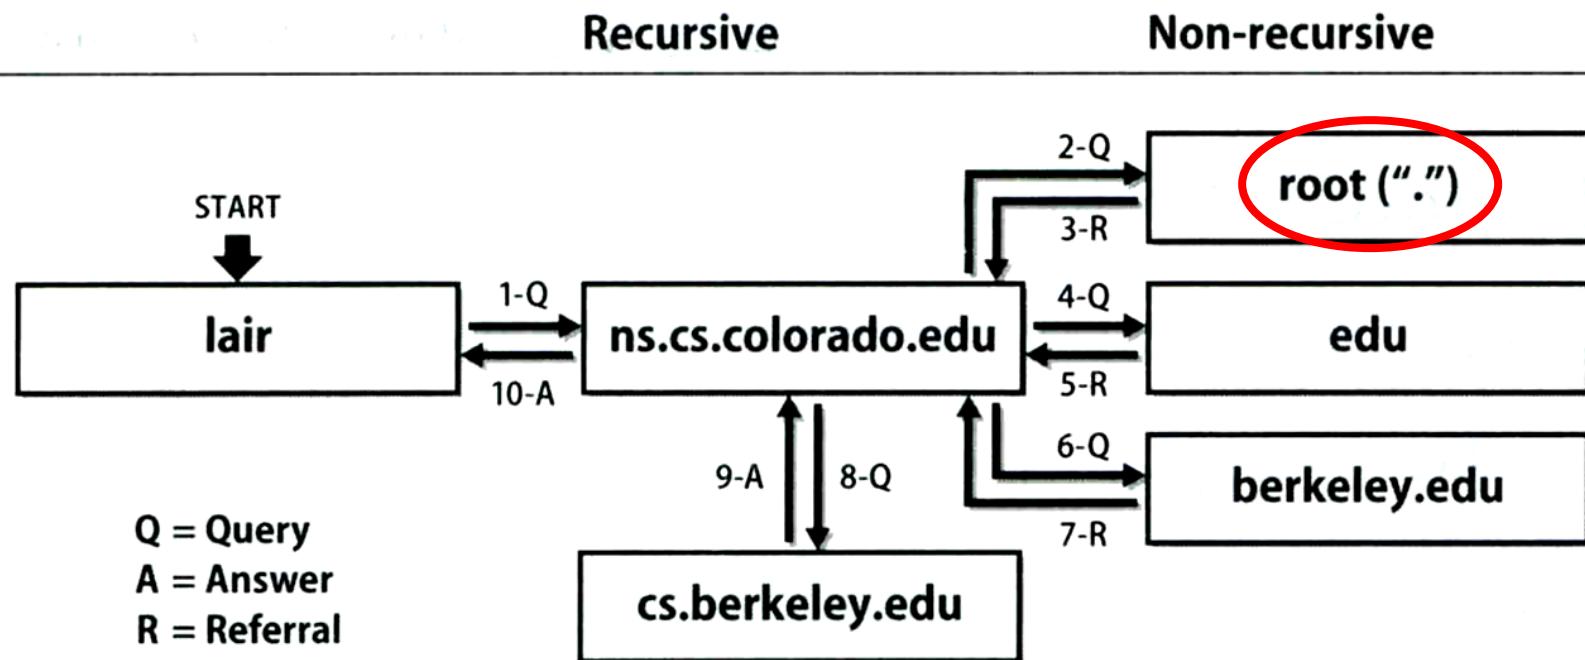 Recursive
Non-recursive
START
2-Q
root (“.”)
3-R
lair
1-Q
10-A
ns.cs.colorado.edu
4-Q
edu
5-R
9-A
8-Q
6-Q
berkeley.edu
7-R
Q = Query
A = Answer
R = Referral
cs.berkeley.edu